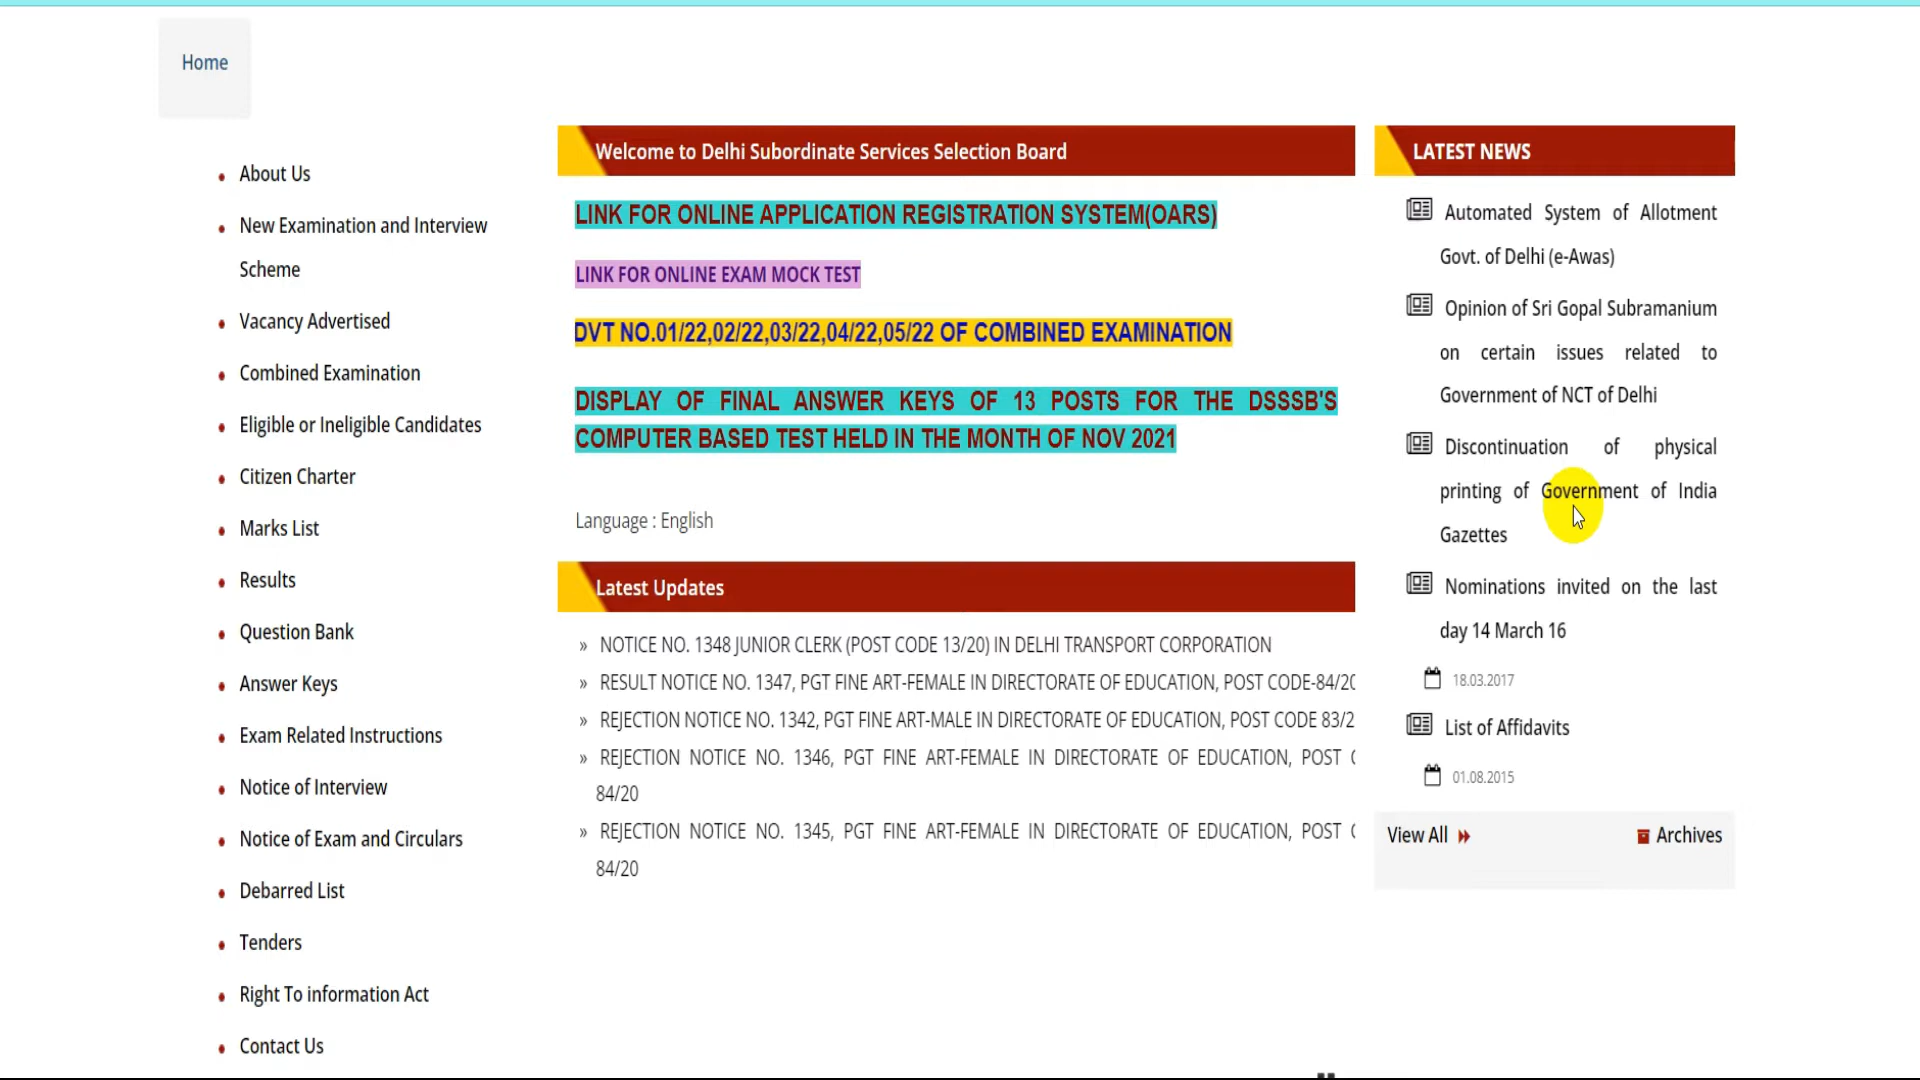 Home
About Us
New Examination and Interview
Scheme
Vacancy Advertised
Combined Examination
Eligible or Ineligible Candidates
Citizen Charter
Marks List
Results
Question Bank
Answer Keys
Exam Related Instructions
Notice of Interview
Notice of Exam and Circulars
Debarred List
Tenders
Right To information Act
Contact Us
Welcome to Delhi Subordinate Services Selection Board
LINK FOR ONLINE APPLICATION REGISTRATION SYSTEM(OARS)
LINK FOR ONLINE EXAM MOCK TEST
DVT NO.01/22,02/22,03/22,04/22,05/22 OF COMBINED EXAMINATION
DISPLAY OF FINAL ANSWER KEYS OF 13 POSTS FOR THE DSSSB'S
COMPUTER BASED TEST HELD IN THE MONTH OF NOV 2021
Language : English
Latest Updates
» NOTICE NO. 1348 JUNIOR CLERK (POST CODE 13/20) IN DELHI TRANSPORT CORPORATION
» RESULT NOTICE NO. 1347, PGT FINE ART-FEMALE IN DIRECTORATE OF EDUCATION, POST CODE-84/20
» REJECTION NOTICE NO. 1342, PGT FINE ART-MALE IN DIRECTORATE OF EDUCATION, POST CODE 83/2
» REJECTION NOTICE NO. 1346, PGT FINE ART-FEMALE IN DIRECTORATE OF EDUCATION, POST
84/20
» REJECTION NOTICE NO. 1345, PGT FINE ART-FEMALE IN DIRECTORATE OF EDUCATION, POST
84/20
LATEST NEWS
Automated System of Allotment
Govt. of Delhi (e-Awas)
Opinion of Sri Gopal Subramanium
on certain issues related to
Government of NCT of Delhi
Discontinuation of physical
printing of Government of India
Gazettes
Nominations invited on the last
day 14 March 16
18.03.2017
List of Affidavits
01.08.2015
View All
Archives